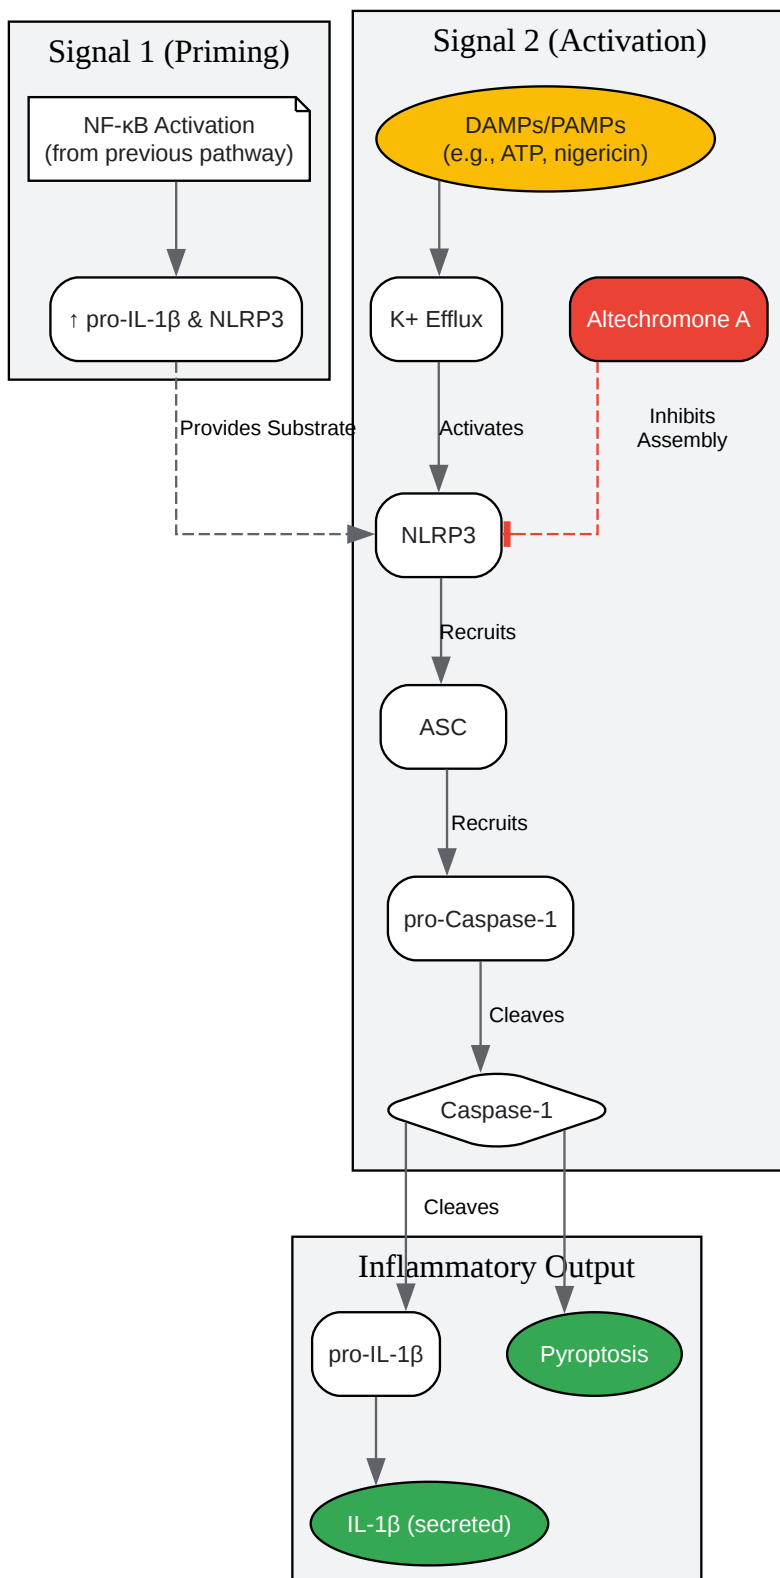 Signal 1 (Priming)
NF-κB Activation
(from previous pathway)
↑ pro-IL-1β & NLRP3
Provides Substrate
Signal 2 (Activation)
DAMPs/PAMPs
(e.g., ATP, nigericin)
K+ Efflux
Altechromone A
Activates
Inhibits
Assembly
NLRP3
Recruits
ASC
Recruits
pro-Caspase-1
Cleaves
Caspase-1
Cleaves
Inflammatory Output
pro-IL-1β
Pyroptosis
IL-1β (secreted)